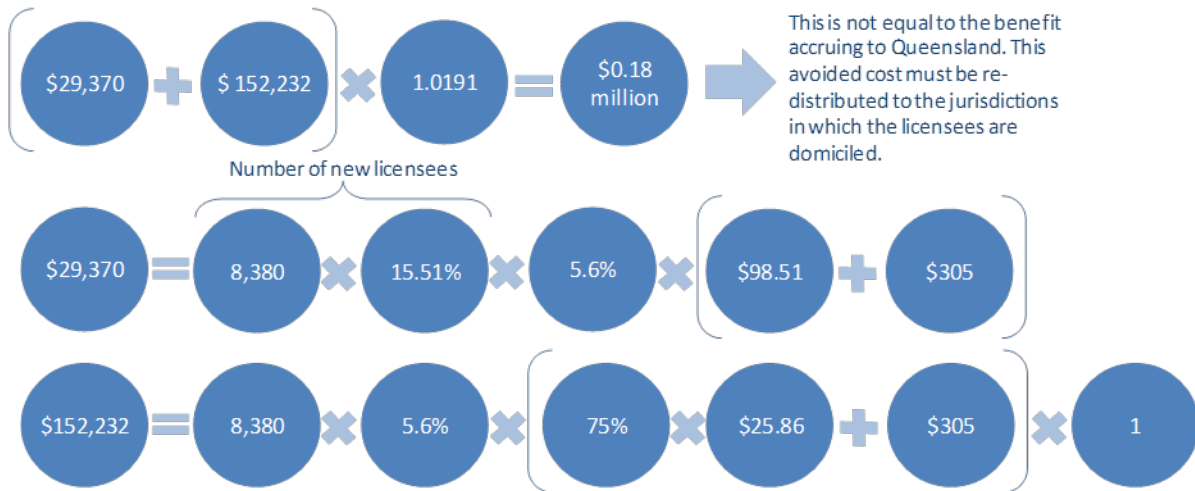 This is not equal to the benefit
accruing to Queensland. This
avoided cost must be re-
distributed to the jurisdictions
in which the licensees are
domiciled.
( $29,370 + $ 152,232 ) × 1.0191 = $0.18
million
Number of new licensees
$29,370 = 8,380 × 15.51% × 5.6% × ( $98.51 + $305 )
$152,232 = 8,380 × 5.6% × ( 75% × $25.86 + $305 ) × 1